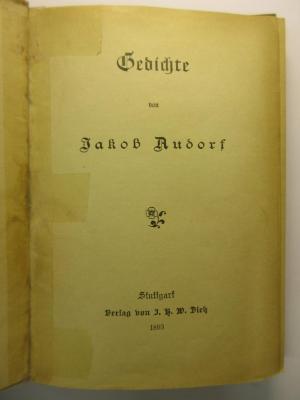 Gedichte
von
Jakob Audorf
Stuttgart
Verlag von J. H. W. Dietz
1893